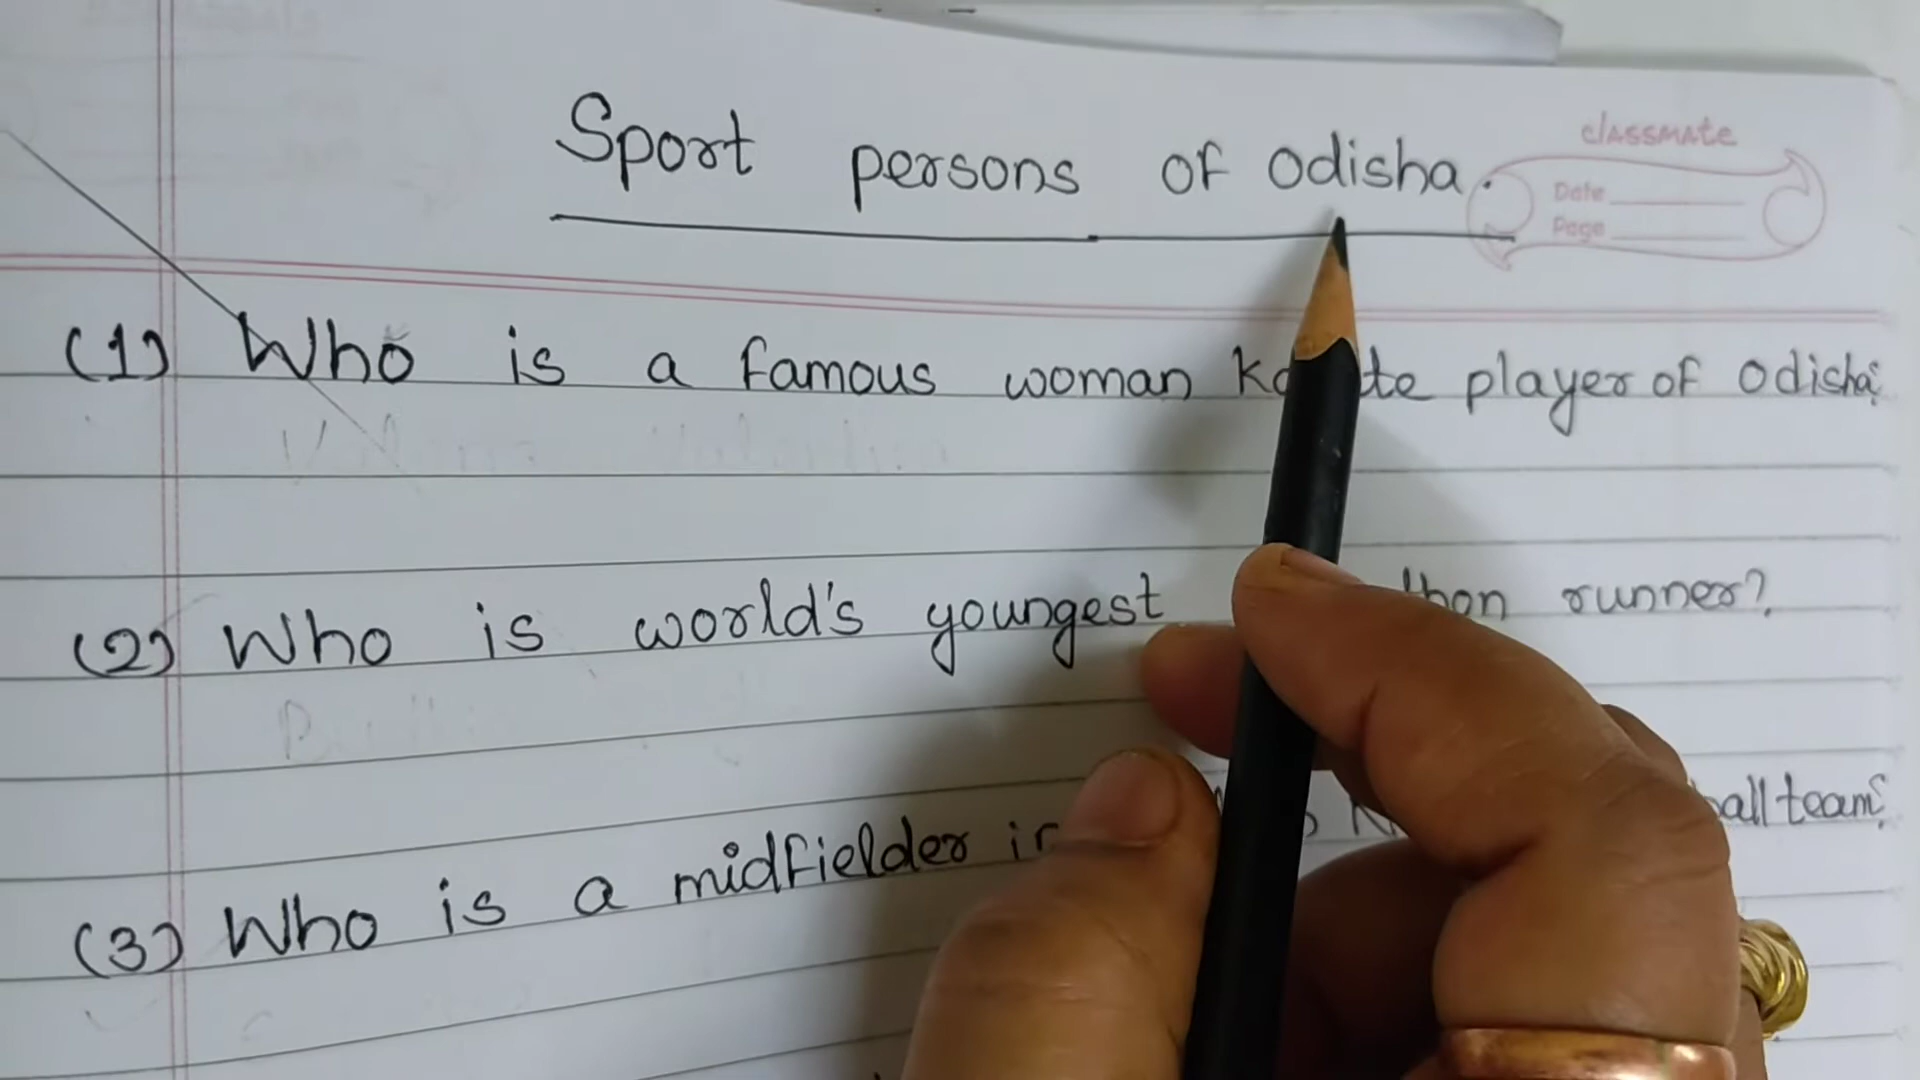 Sport persons of Odisha.
classmate
Date
Page
(1) Who is a famous woman player of Odisha?
(2) Who is world's youngest runner?
(3) Who is a midfielder in team?